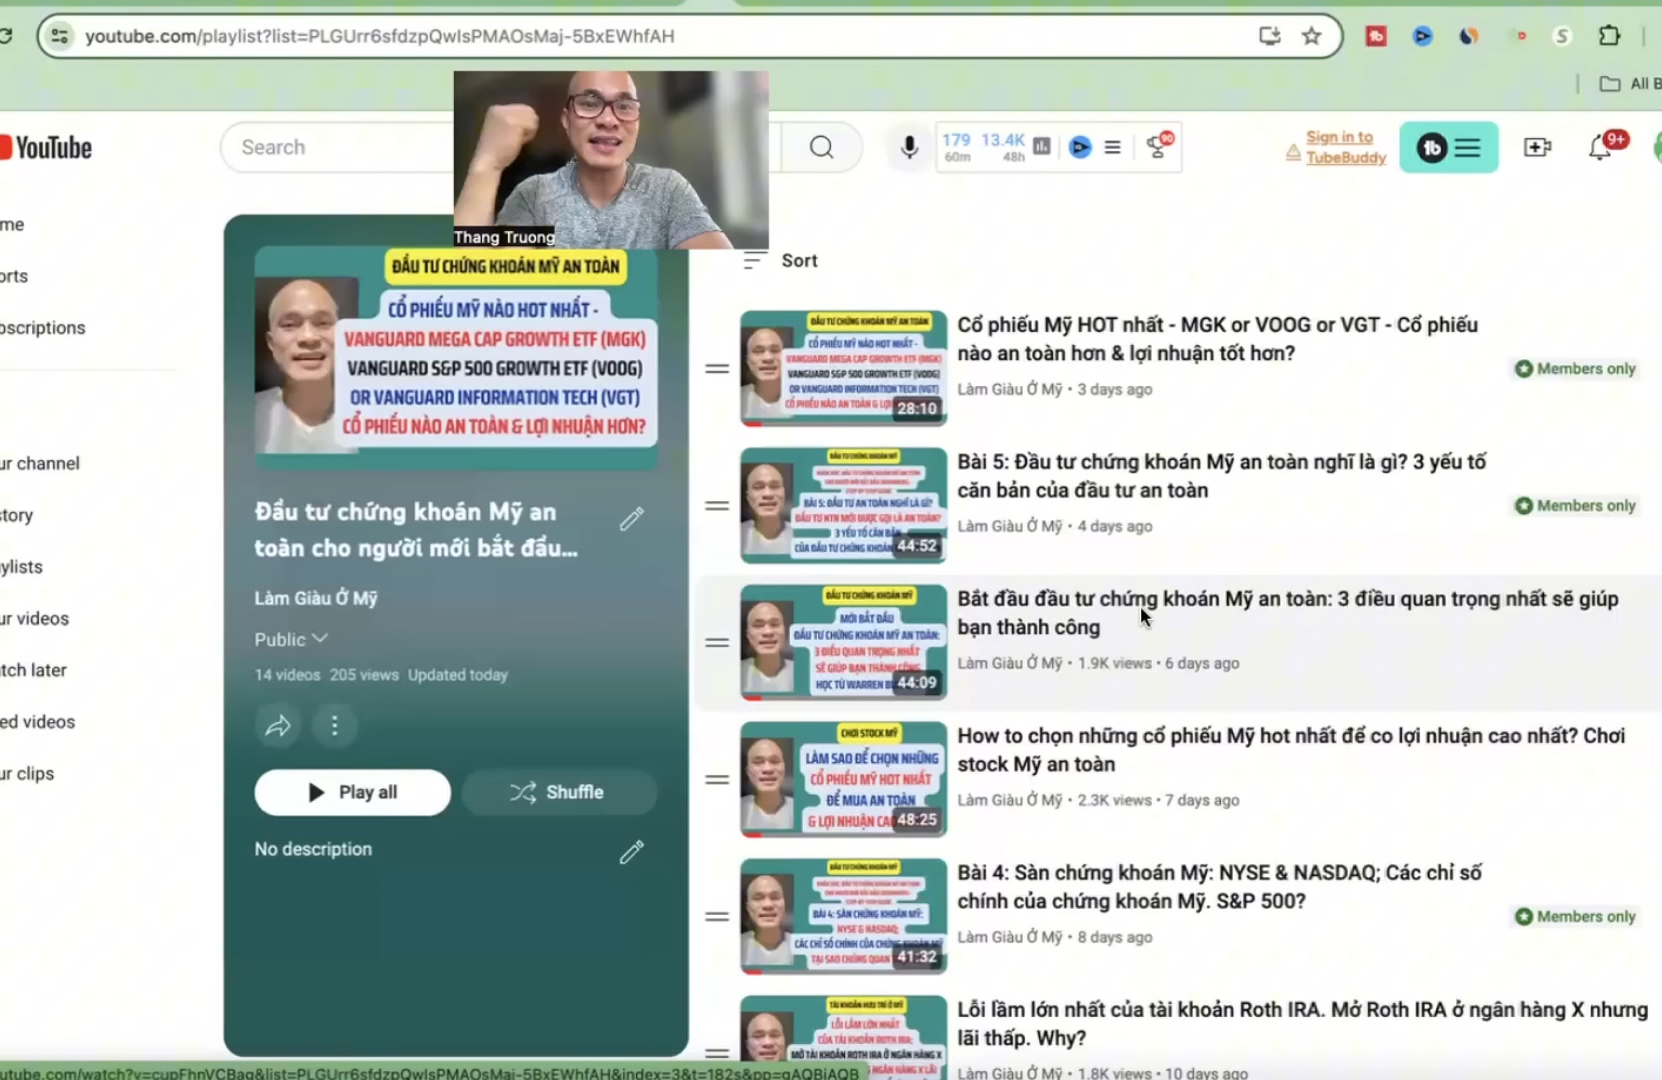 youtube.com/playlist?list=PLGUrr6sfdzpQwIsPMAOsMaj-5BxEWhfAH
All B
YouTube
Search
Thang Truong
179 13.4K
60m 48h
90
Sign in to
TubeBuddy
9+
me
orts
bscriptions
ur channel
story
ylists
ur videos
tch later
ed videos
ur clips
ĐẦU TƯ CHỨNG KHOÁN MỸ AN TOÀN
CỔ PHIẾU MỸ NÀO HOT NHẤT -
VANGUARD MEGA CAP GROWTH ETF (MGK)
VANGUARD S&P 500 GROWTH ETF (VOOG)
OR VANGUARD INFORMATION TECH (VGT)
CỔ PHIẾU NÀO AN TOÀN & LỢI NHUẬN HƠN?
Đầu tư chứng khoán Mỹ an
toàn cho người mới bắt đầu...
Làm Giàu Ở Mỹ
Public
14 videos 205 views Updated today
Play all
Shuffle
No description
Sort
ĐẦU TƯ CHỨNG KHOÁN MỸ AN TOÀN
CỔ PHIẾU MỸ NÀO HOT NHẤT -
VANGUARD MEGA CAP GROWTH ETF (MGK)
VANGUARD S&P 500 GROWTH ETF (VOOG)
OR VANGUARD INFORMATION TECH (VGT)
CỔ PHIẾU NÀO AN TOÀN & LỢI
28:10
Cổ phiếu Mỹ HOT nhất - MGK or VOOG or VGT - Cổ phiếu
nào an toàn hơn & lợi nhuận tốt hơn?
Làm Giàu Ở Mỹ • 3 days ago
Members only
ĐẦU TƯ CHỨNG KHOÁN MỸ
BÀI 5: ĐẦU TƯ AN TOÀN NGHĨ LÀ GÌ?
ĐẦU TƯ NTN MỚI ĐƯỢC GỌI LÀ AN TOÀN?
3 YẾU TỐ CĂN BẢN
CỦA ĐẦU TƯ CHỨNG KHOÁN
44:52
Bài 5: Đầu tư chứng khoán Mỹ an toàn nghĩ là gì? 3 yếu tố
căn bản của đầu tư an toàn
Làm Giàu Ở Mỹ • 4 days ago
Members only
ĐẦU TƯ CHỨNG KHOÁN MỸ
MỚI BẮT ĐẦU
ĐẦU TƯ CHỨNG KHOÁN MỸ AN TOÀN:
3 ĐIỀU QUAN TRỌNG NHẤT
SẼ GIÚP BẠN THÀNH CÔNG
HỌC TỪ WARREN B
44:09
Bắt đầu đầu tư chứng khoán Mỹ an toàn: 3 điều quan trọng nhất sẽ giúp
bạn thành công
Làm Giàu Ở Mỹ • 1.9K views • 6 days ago
CHƠI STOCK MỸ
LÀM SAO ĐỂ CHỌN NHỮNG
CỔ PHIẾU MỸ HOT NHẤT
ĐỂ MUA AN TOÀN
& LỢI NHUẬN CA
48:25
How to chọn những cổ phiếu Mỹ hot nhất để co lợi nhuận cao nhất? Chơi
stock Mỹ an toàn
Làm Giàu Ở Mỹ • 2.3K views • 7 days ago
ĐẦU TƯ CHỨNG KHOÁN MỸ
BÀI 4: SÀN CHỨNG KHOÁN MỸ:
NYSE & NASDAQ;
CÁC CHỈ SỐ CHÍNH CỦA CHỨNG KHOÁN MỸ
TẠI SAO CHÚNG QUAN
41:32
Bài 4: Sàn chứng khoán Mỹ: NYSE & NASDAQ; Các chỉ số
chính của chứng khoán Mỹ. S&P 500?
Làm Giàu Ở Mỹ • 8 days ago
Members only
TÀI KHOẢN HƯU TRÍ Ở MỸ
LỖI LẦM LỚN NHẤT
CỦA TÀI KHOẢN ROTH IRA:
MỞ TÀI KHOẢN ROTH IRA Ở NGÂN HÀNG X
Lỗi lầm lớn nhất của tài khoản Roth IRA. Mở Roth IRA ở ngân hàng X nhưng
lãi thấp. Why?
Làm Giàu Ở Mỹ • 1.8K views • 10 days ago
utube.com/watch?v=cupFhnVCBag&list=PLGUrr6sfdzpQwIsPMAOsMaj-5BxEWhfAH&index=3&t=182s&pp=gAQBiAQB